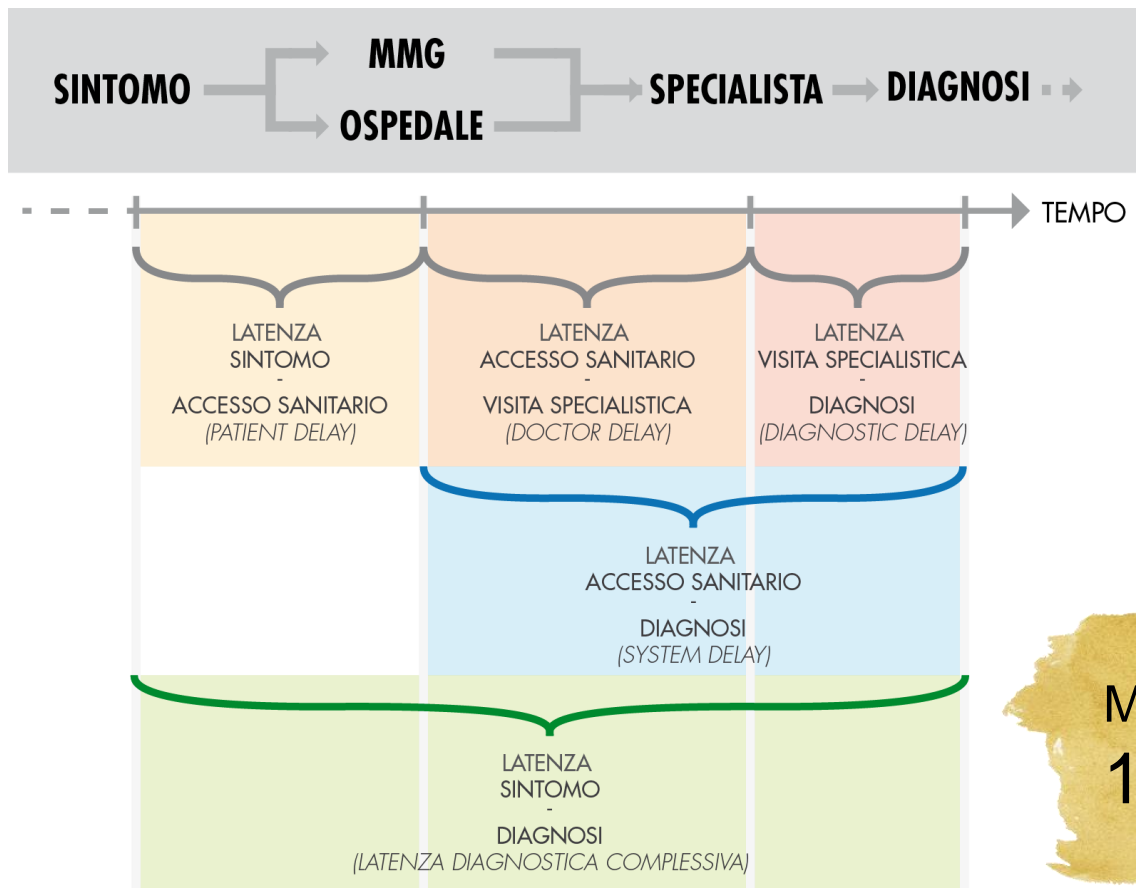 MMG
SINTOMO
SPECIALISTA
DIAGNOSI
OSPEDALE
TEMPO
LATENZA
SINTOMO
-
ACCESSO SANITARIO
(PATIENT DELAY)
LATENZA
ACCESSO SANITARIO
-
VISITA SPECIALISTICA
(DOCTOR DELAY)
LATENZA
VISITA SPECIALISTICA
-
DIAGNOSI
(DIAGNOSTIC DELAY)
LATENZA
ACCESSO SANITARIO
-
DIAGNOSI
(SYSTEM DELAY)
LATENZA
SINTOMO
-
DIAGNOSI
(LATENZA DIAGNOSTICA COMPLESSIVA)